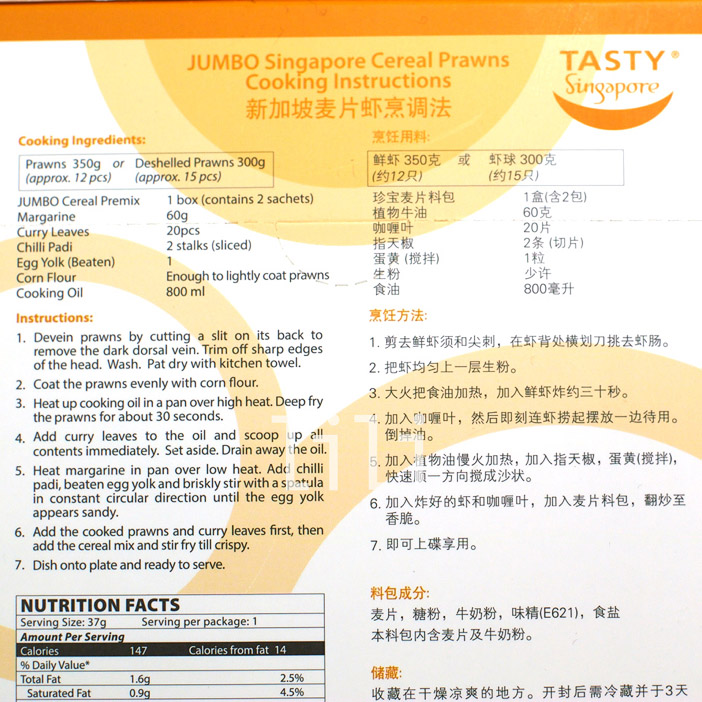 JUMBO Singapore Cereal Prawns
Cooking Instructions
新加坡麦片虾烹调法
TASTY®
Singapore
Cooking Ingredients:
Prawns 350g or Deshelled Prawns 300g
(approx. 12 pcs) (approx. 15 pcs)
JUMBO Cereal Premix 1 box (contains 2 sachets)
Margarine 60g
Curry Leaves 20pcs
Chilli Padi 2 stalks (sliced)
Egg Yolk (Beaten) 1
Corn Flour Enough to lightly coat prawns
Cooking Oil 800 ml
Instructions:
1. Devein prawns by cutting a slit on its back to
remove the dark dorsal vein. Trim off sharp edges
of the head. Wash. Pat dry with kitchen towel.
2. Coat the prawns evenly with corn flour.
3. Heat up cooking oil in a pan over high heat. Deep fry
the prawns for about 30 seconds.
4. Add curry leaves to the oil and scoop up all
contents immediately. Set aside. Drain away the oil.
5. Heat margarine in pan over low heat. Add chilli
padi, beaten egg yolk and briskly stir with a spatula
in constant circular direction until the egg yolk
appears sandy.
6. Add the cooked prawns and curry leaves first, then
add the cereal mix and stir fry till crispy.
7. Dish onto plate and ready to serve.
NUTRITION FACTS
Serving Size: 37g Serving per package: 1
Amount Per Serving
Calories 147 Calories from fat 14
% Daily Value*
Total Fat 1.6g 2.5%
Saturated Fat 0.9g 4.5%
烹饪用料:
鲜虾 350克 或 虾球 300克
(约12只) (约15只)
珍宝麦片料包 1盒(含2包)
植物牛油 60克
咖喱叶 20片
指天椒 2条 (切片)
蛋黄 (搅拌) 1粒
生粉 少许
食油 800毫升
烹饪方法:
1. 剪去鲜虾须和尖刺，在虾背处横划刀挑去虾肠。
2. 把虾均匀上一层生粉。
3. 大火把食油加热，加入鲜虾炸约三十秒。
4. 加入咖喱叶，然后即刻连虾捞起摆放一边待用。
倒掉油。
5. 加入植物油慢火加热，加入指天椒，蛋黄(搅拌)，
快速顺一方向搅成沙状。
6. 加入炸好的虾和咖喱叶，加入麦片料包，翻炒至
香脆。
7. 即可上碟享用。
料包成分:
麦片，糖粉，牛奶粉，味精(E621)，食盐
本料包内含麦片及牛奶粉。
储藏:
收藏在干燥凉爽的地方。开封后需冷藏并于3天